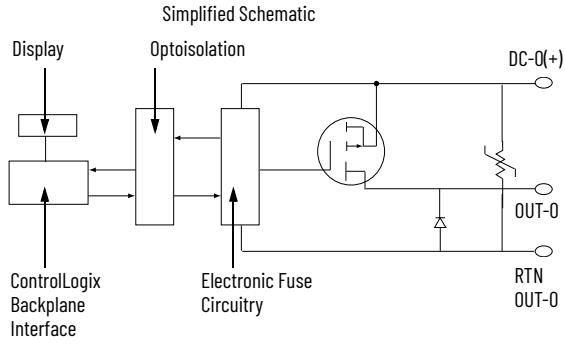 Simplified Schematic
Display
Optoisolation
DC-0(+)
OUT-0
RTN
OUT-0
ControlLogix
Backplane
Interface
Electronic Fuse
Circuitry